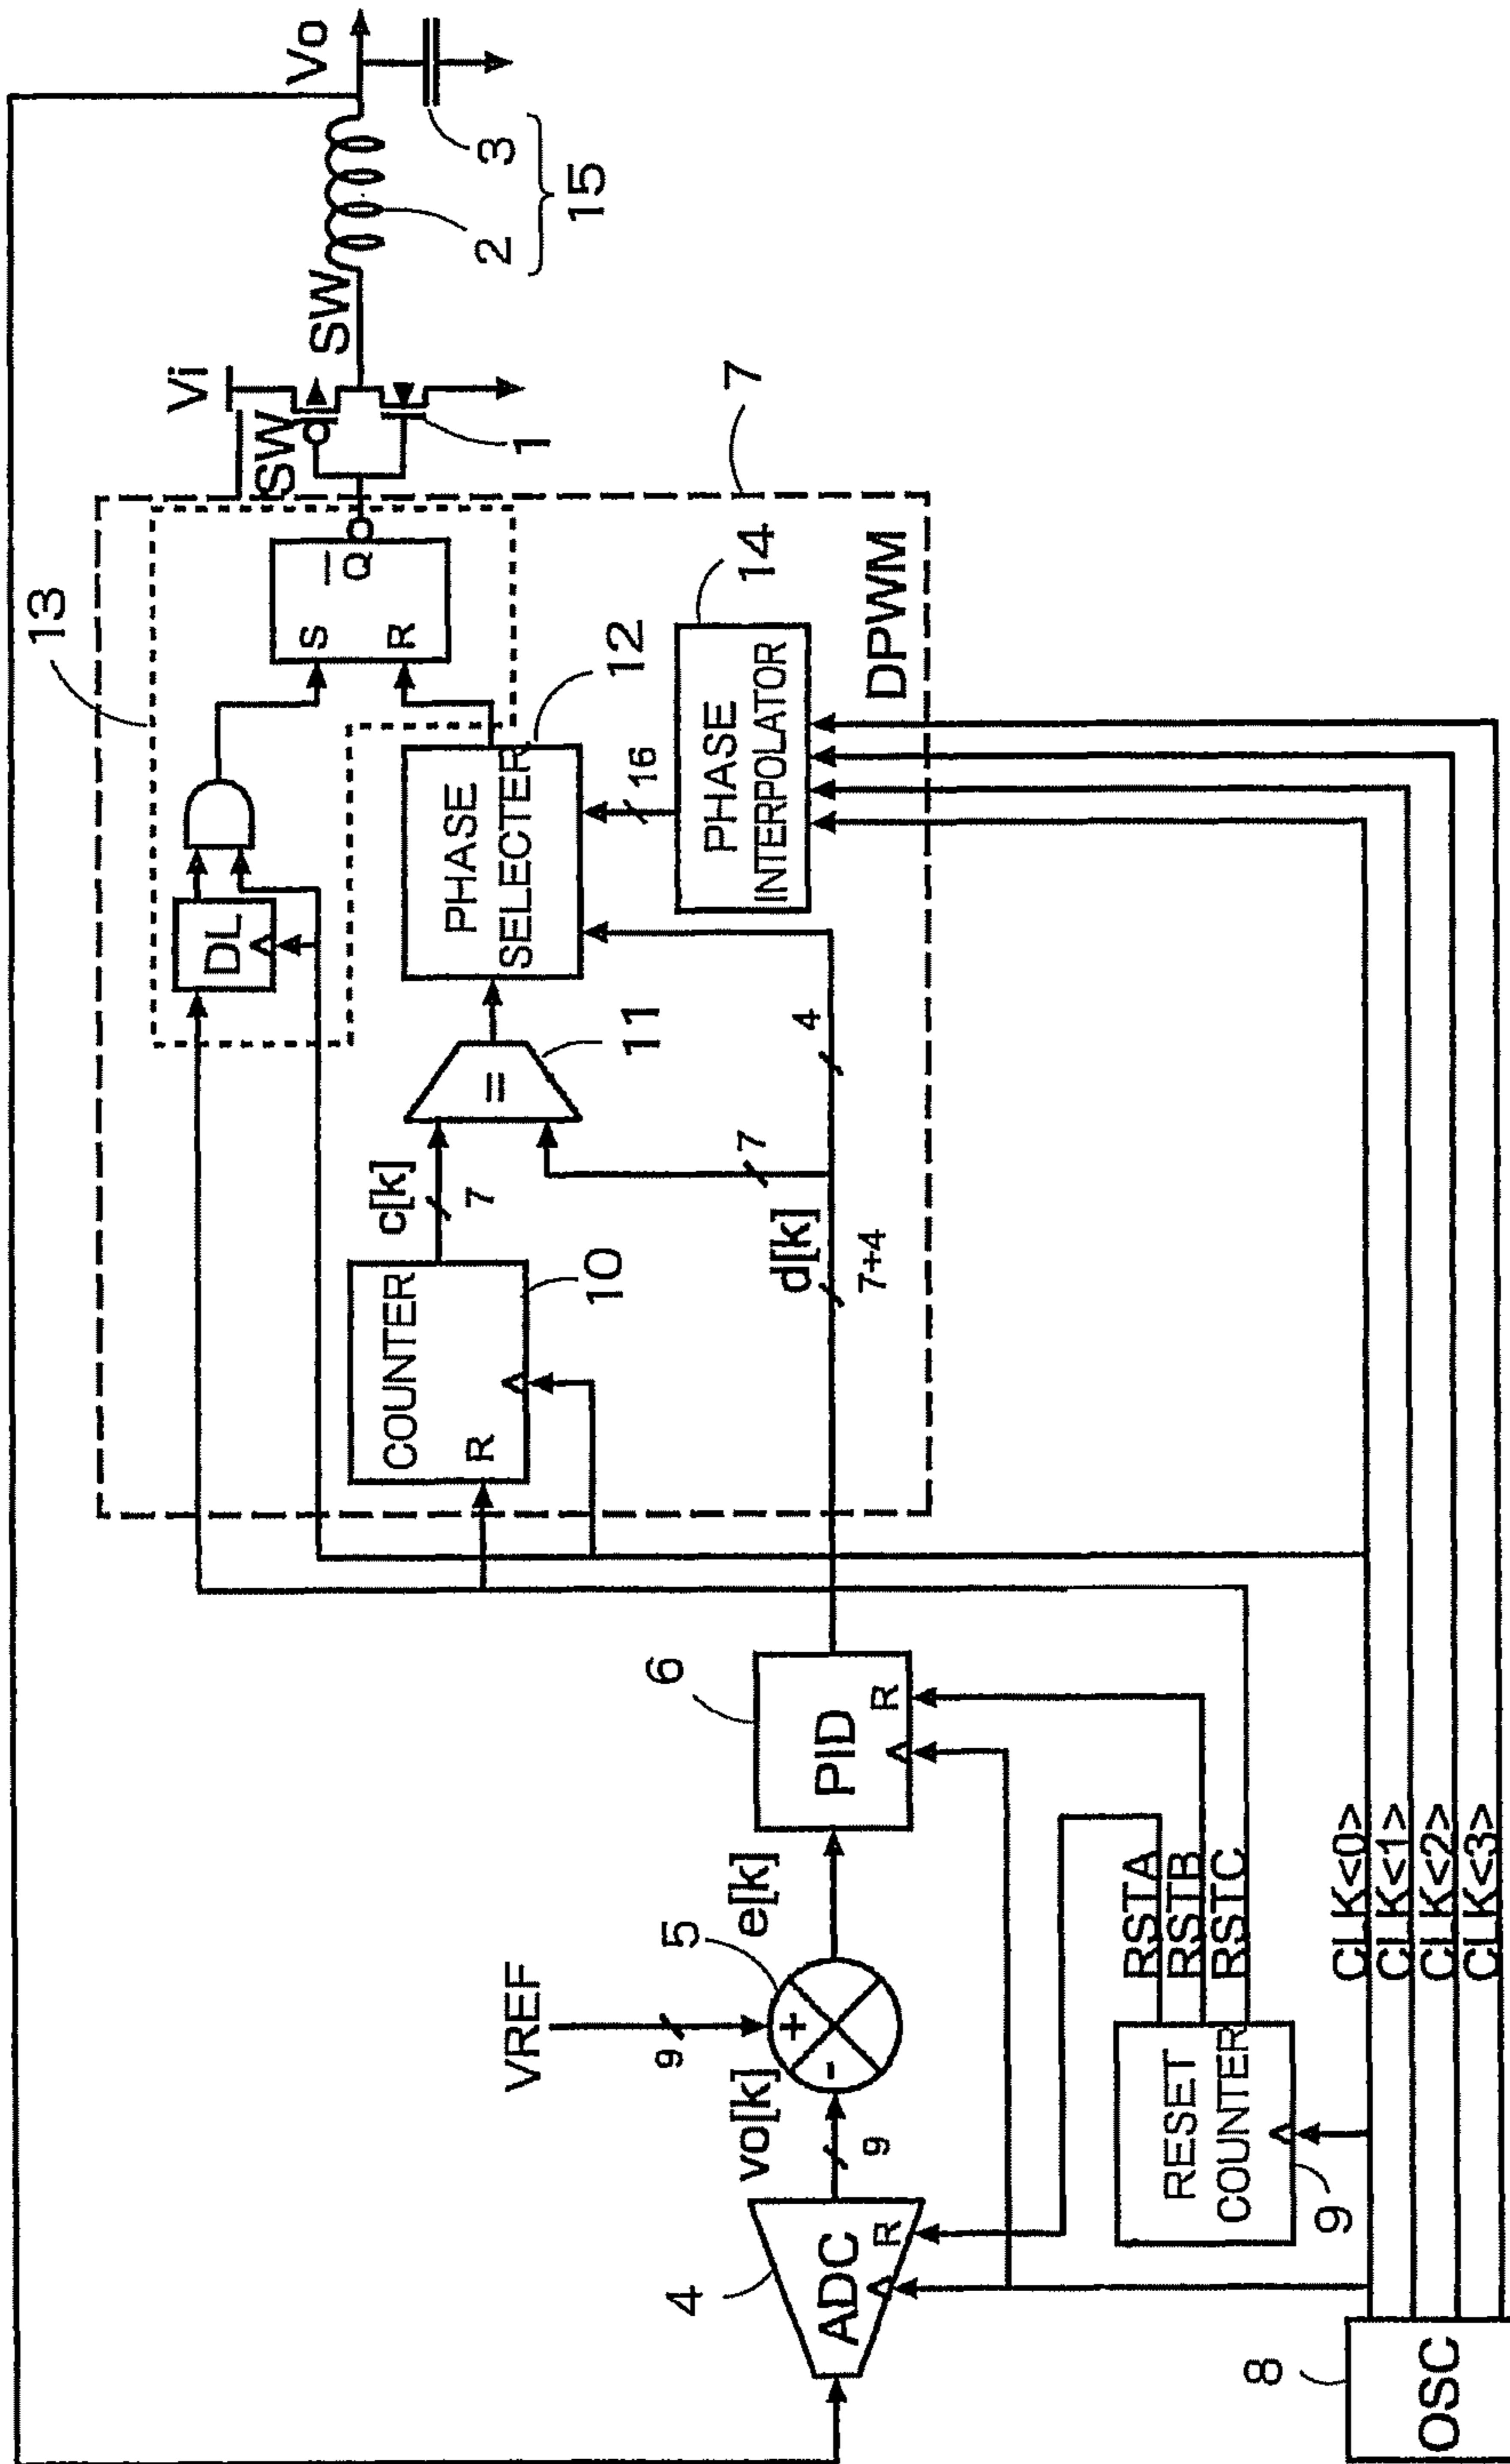 Vo
3
2
15
SW
Vi
SW
1
7
13
S
R
Q
DL
PHASE
SELECTER
12
PHASE
INTERPOLATOR
14
16
DPWM
=
11
4
7
c[k]
7
COUNTER
R
10
d[k]
7+4
6
PID
R
e[k]
5
VREF
9
+
-
vo[k]
9
4
ADC
R
RSTA
RSTB
RSTC
RESET
COUNTER
9
CLK<0>
CLK<1>
CLK<2>
CLK<3>
8
OSC